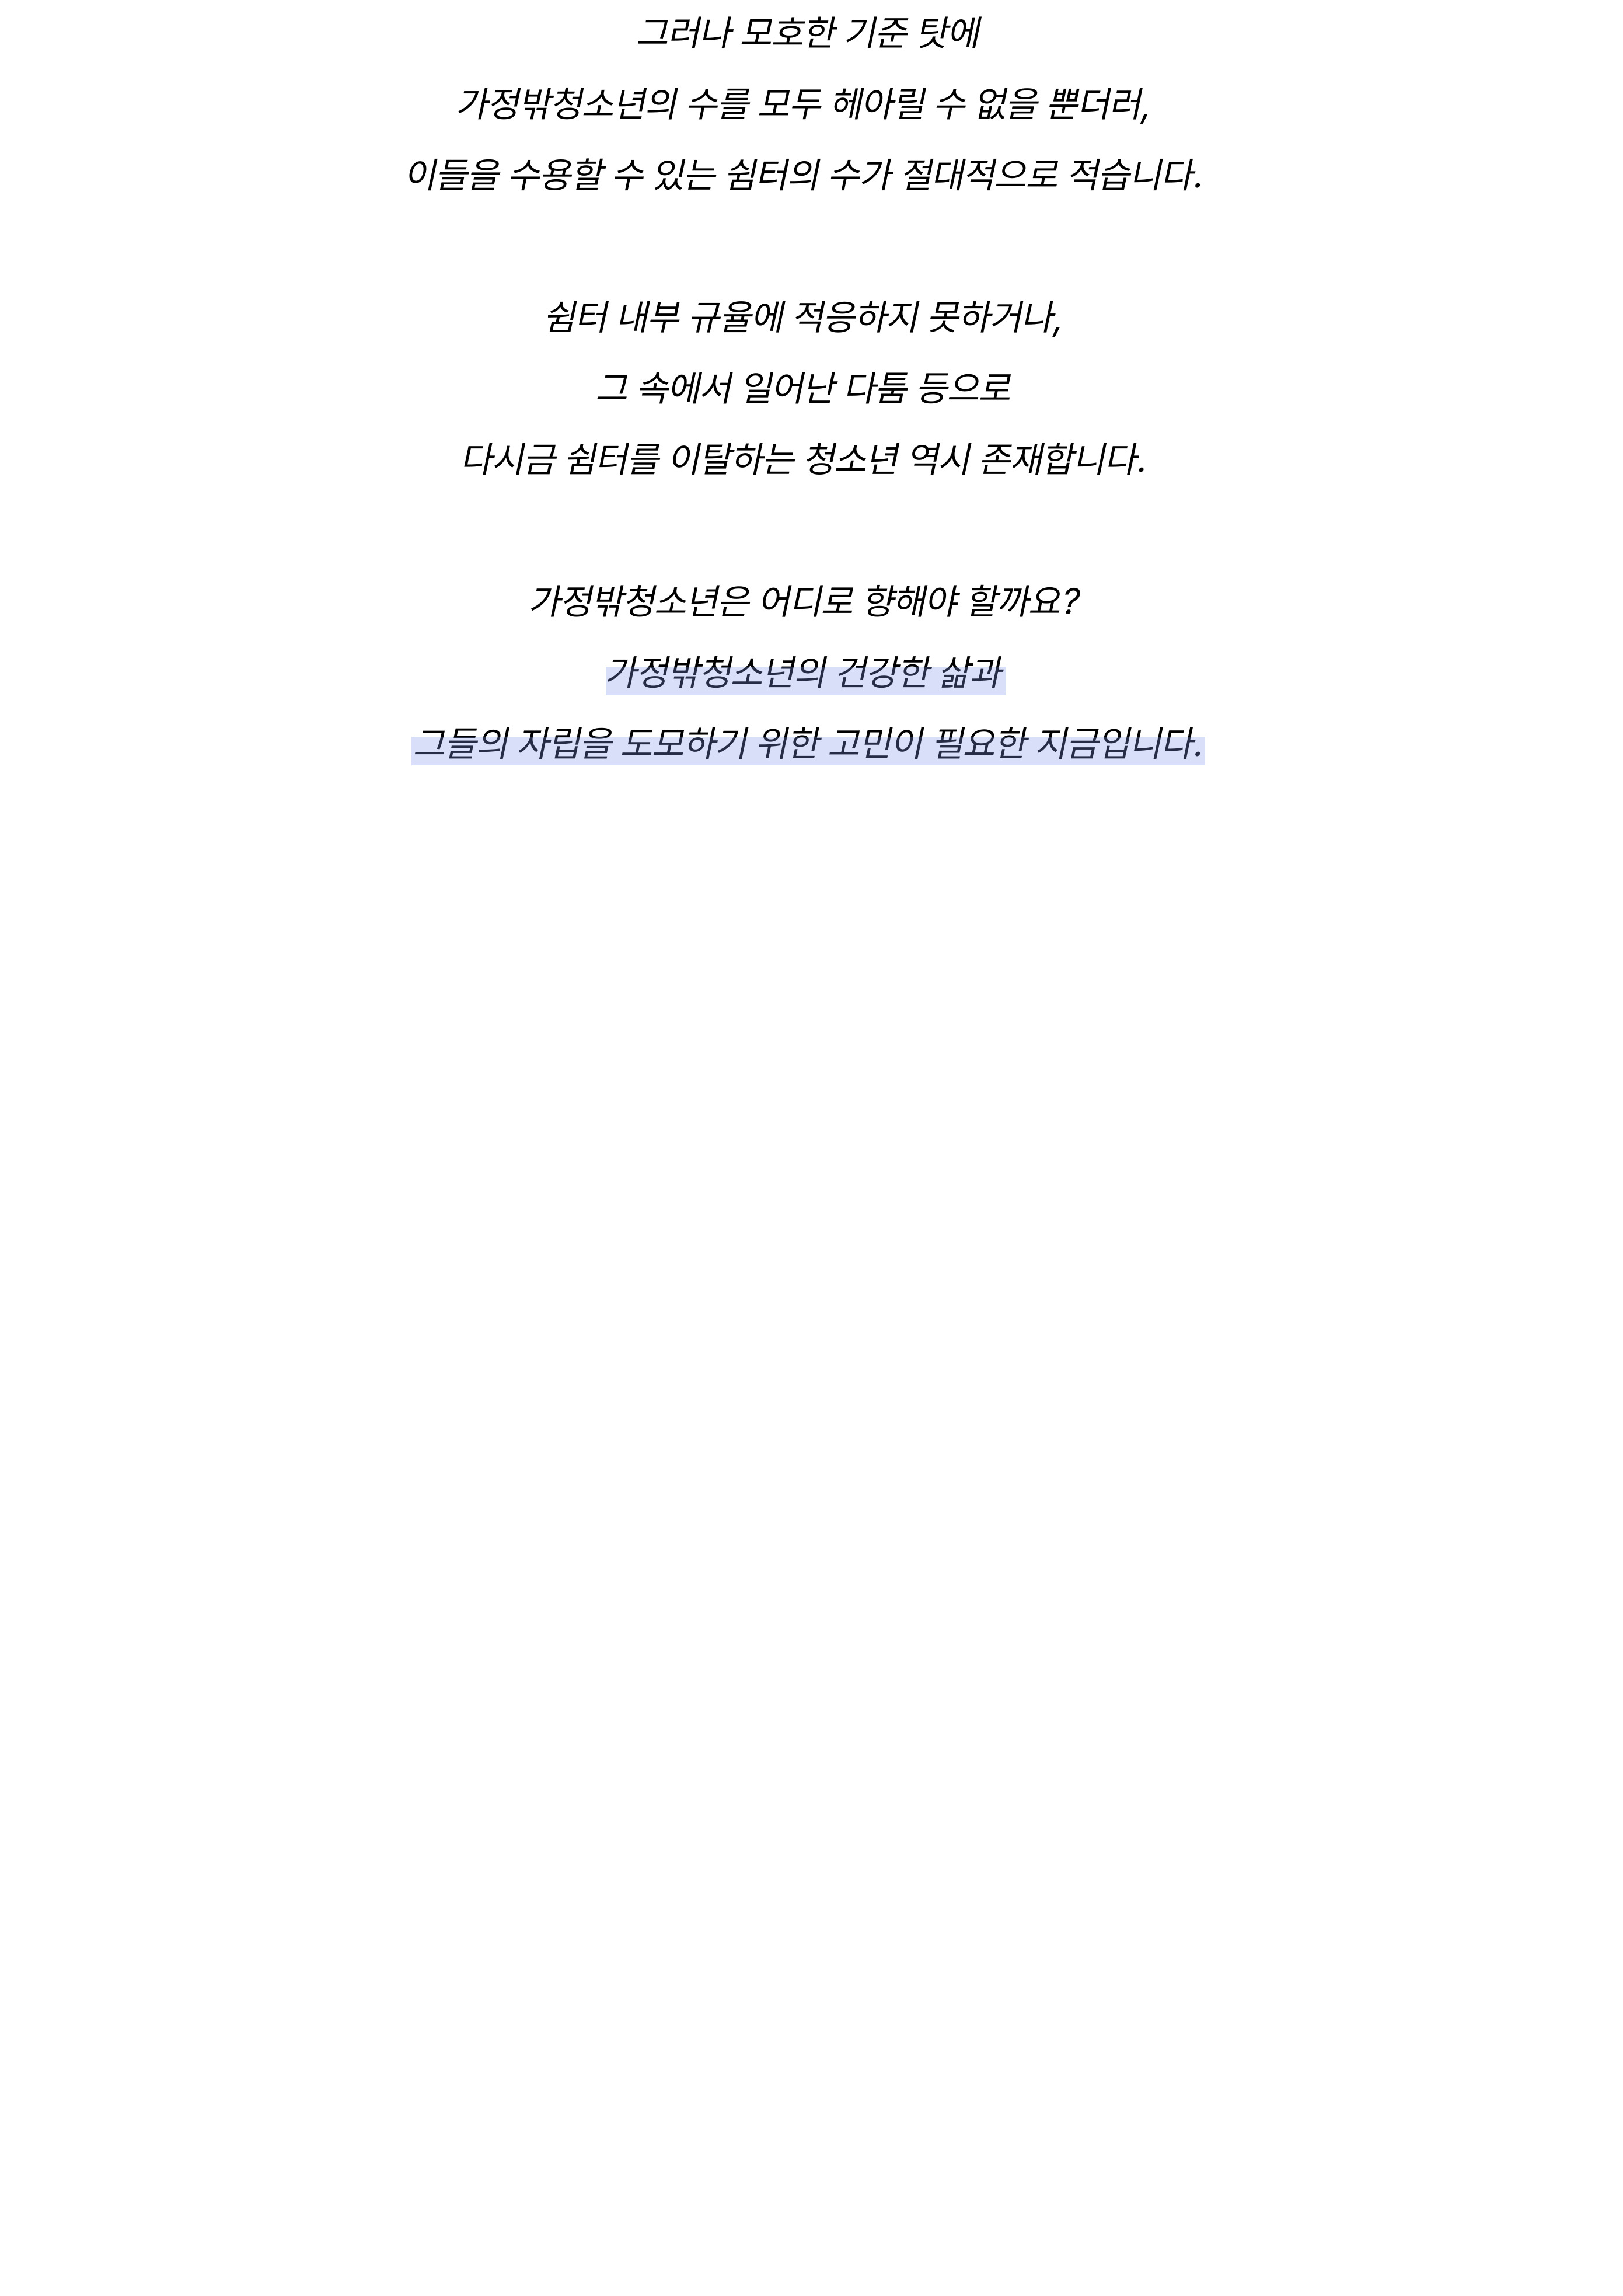 그러나 모호한 기준 탓에
가정밖청소년의 수를 모두 헤아릴 수 없을 뿐더러,
이들을 수용할 수 있는 쉼터의 수가 절대적으로 적습니다.
쉼터 내부 규율에 적응하지 못하거나,
그 속에서 일어난 다툼 등으로
다시금 쉼터를 이탈하는 청소년 역시 존재합니다.
가정밖청소년은 어디로 향해야 할까요?
가정밖청소년의 건강한 삶과
그들의 자립을 도모하기 위한 고민이 필요한 지금입니다.